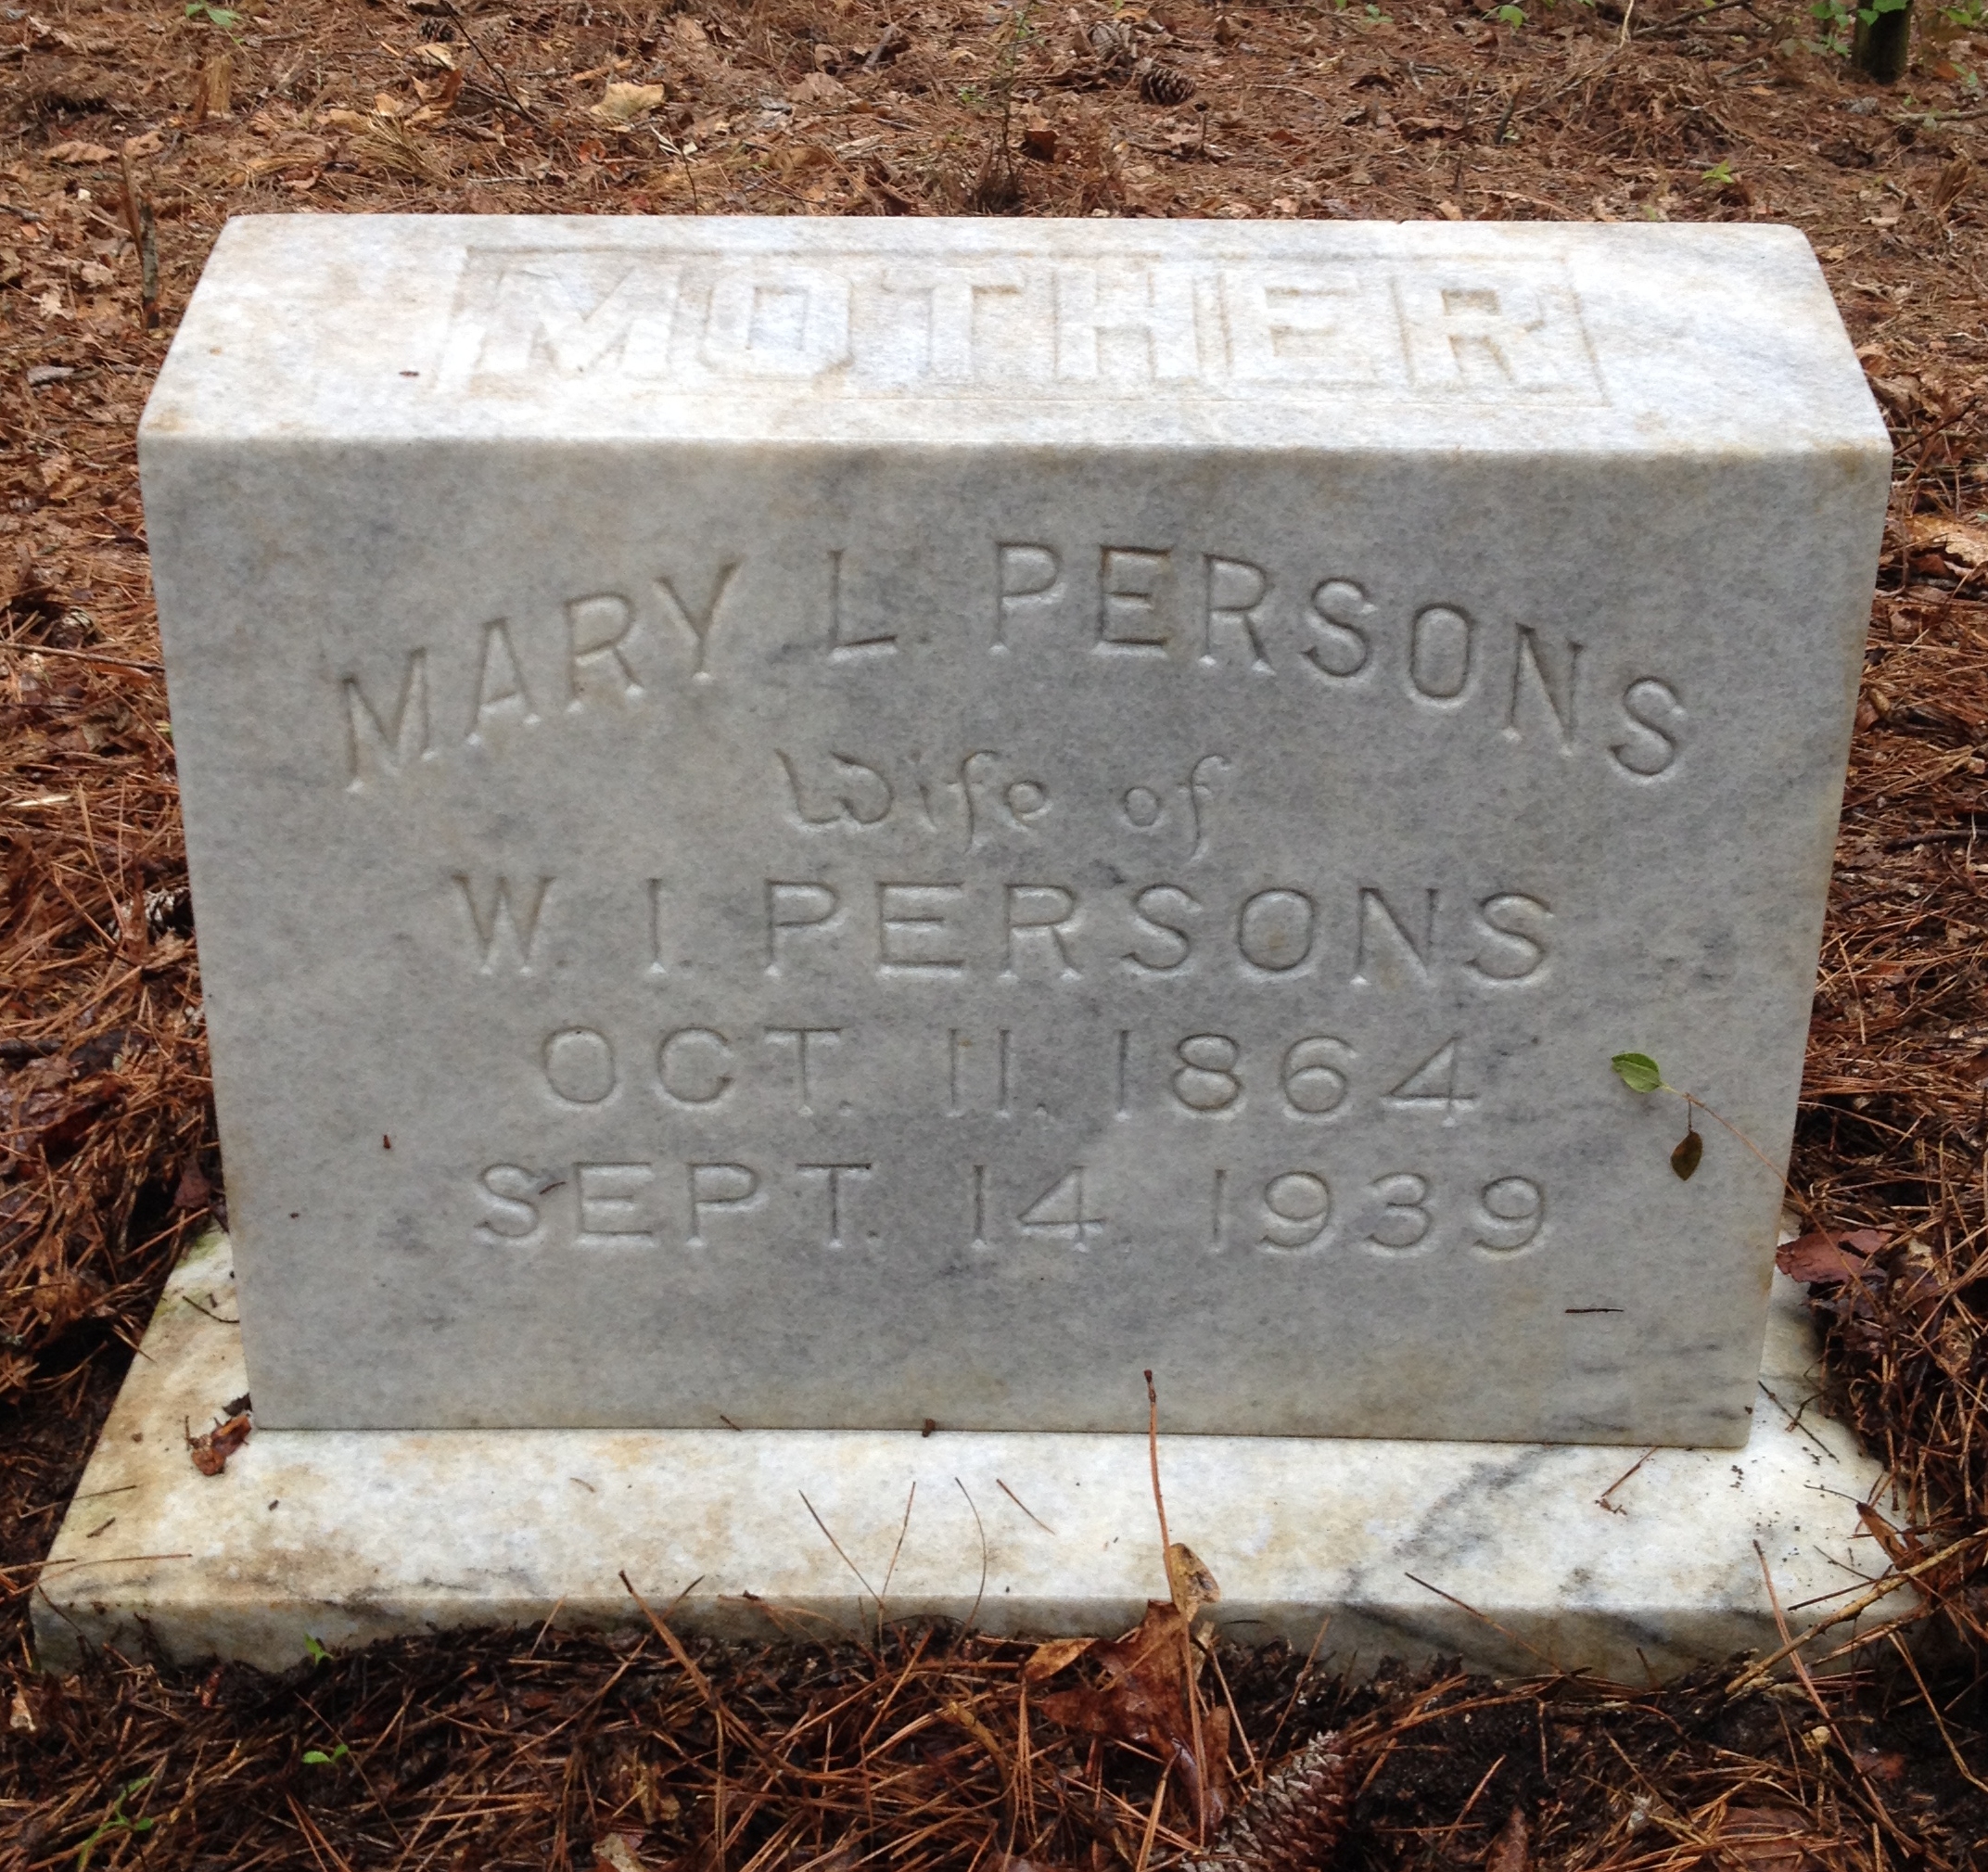 MOTHER
MARY L. PERSONS
Wife of
W. I. PERSONS
OCT. 11. 1864
SEPT. 14 1939